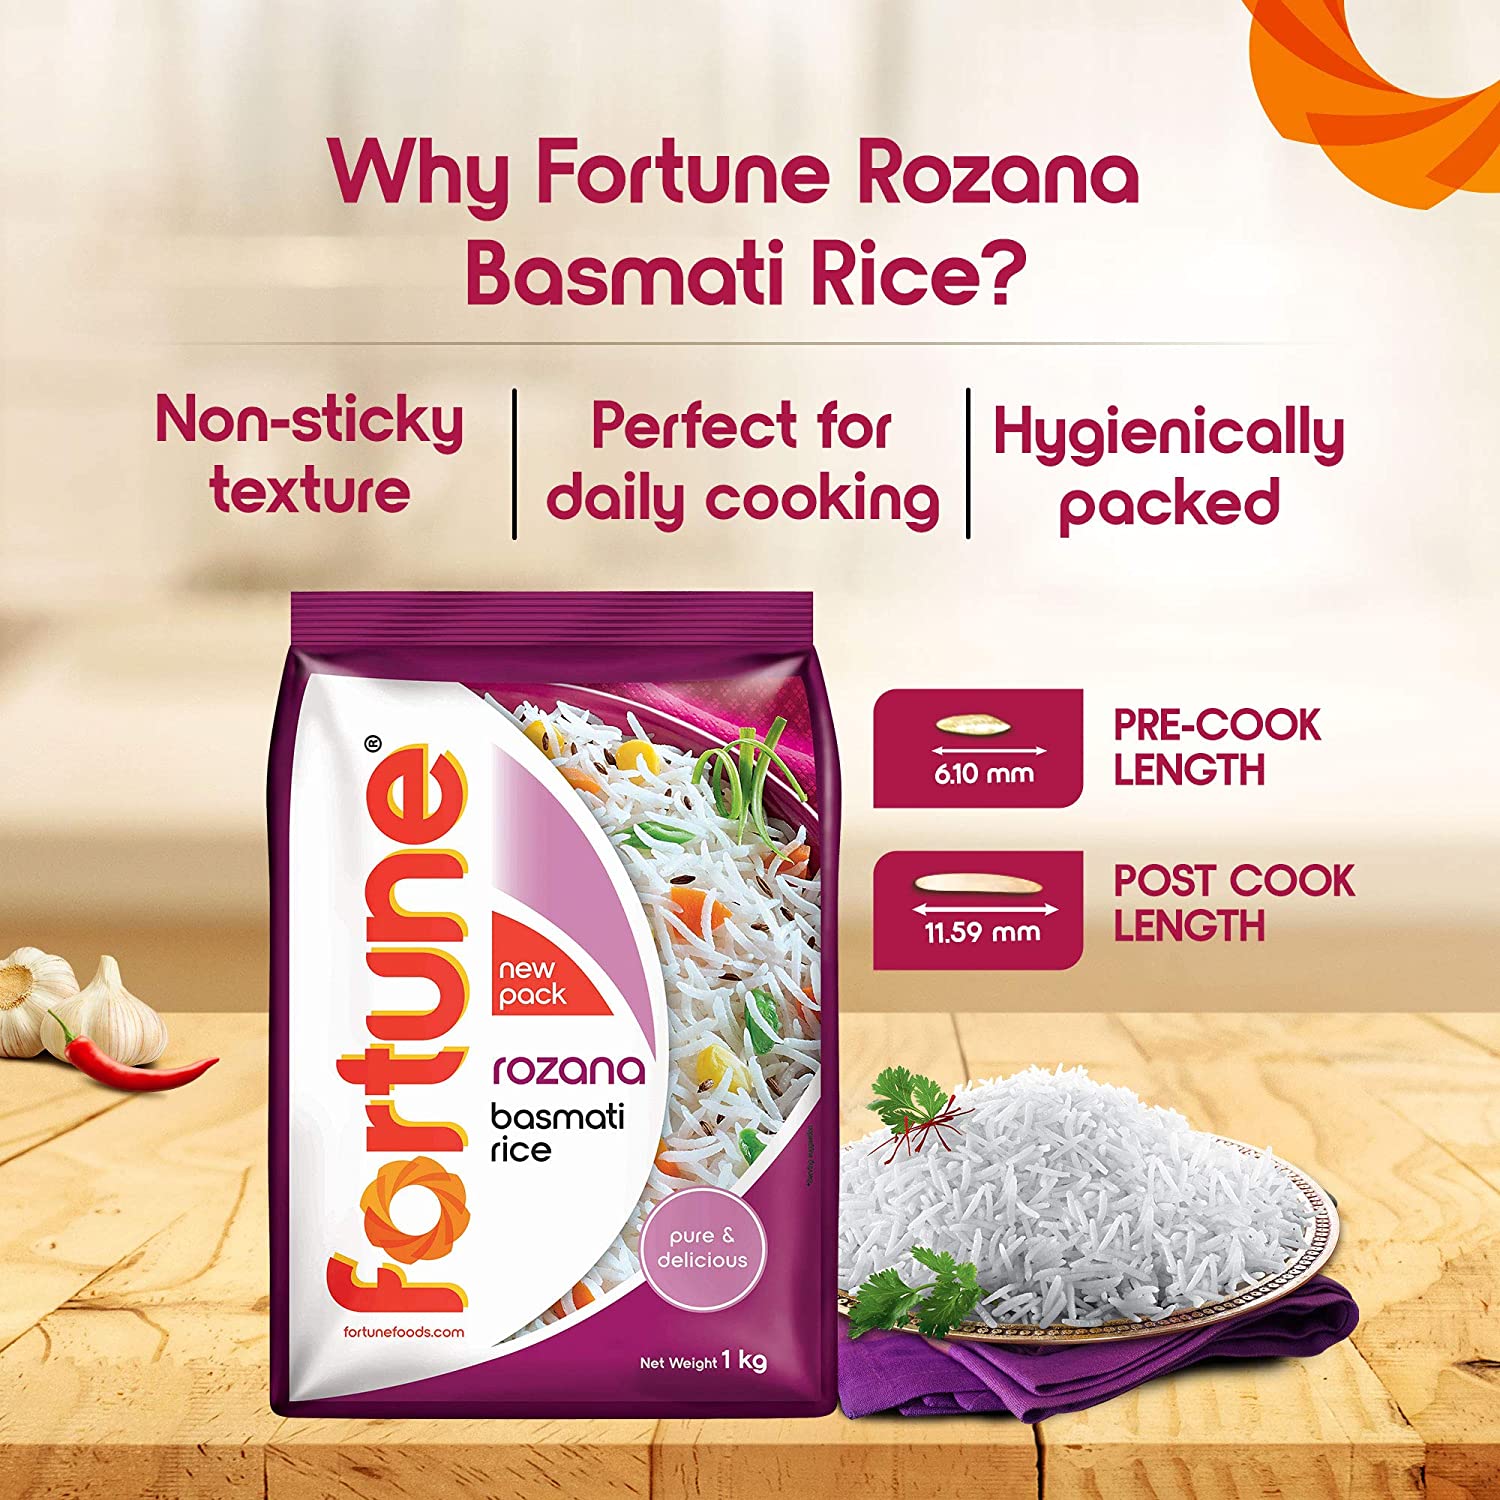 Why Fortune Rozana
Basmati Rice?
Non-sticky
texture
Perfect for
daily cooking
Hygienically
packed
6.10 mm
PRE-COOK
LENGTH
11.59 mm
POST COOK
LENGTH
fortune®
new
pack
rozana
basmati
rice
pure &
delicious
fortunefoods.com
Net Weight 1 kg